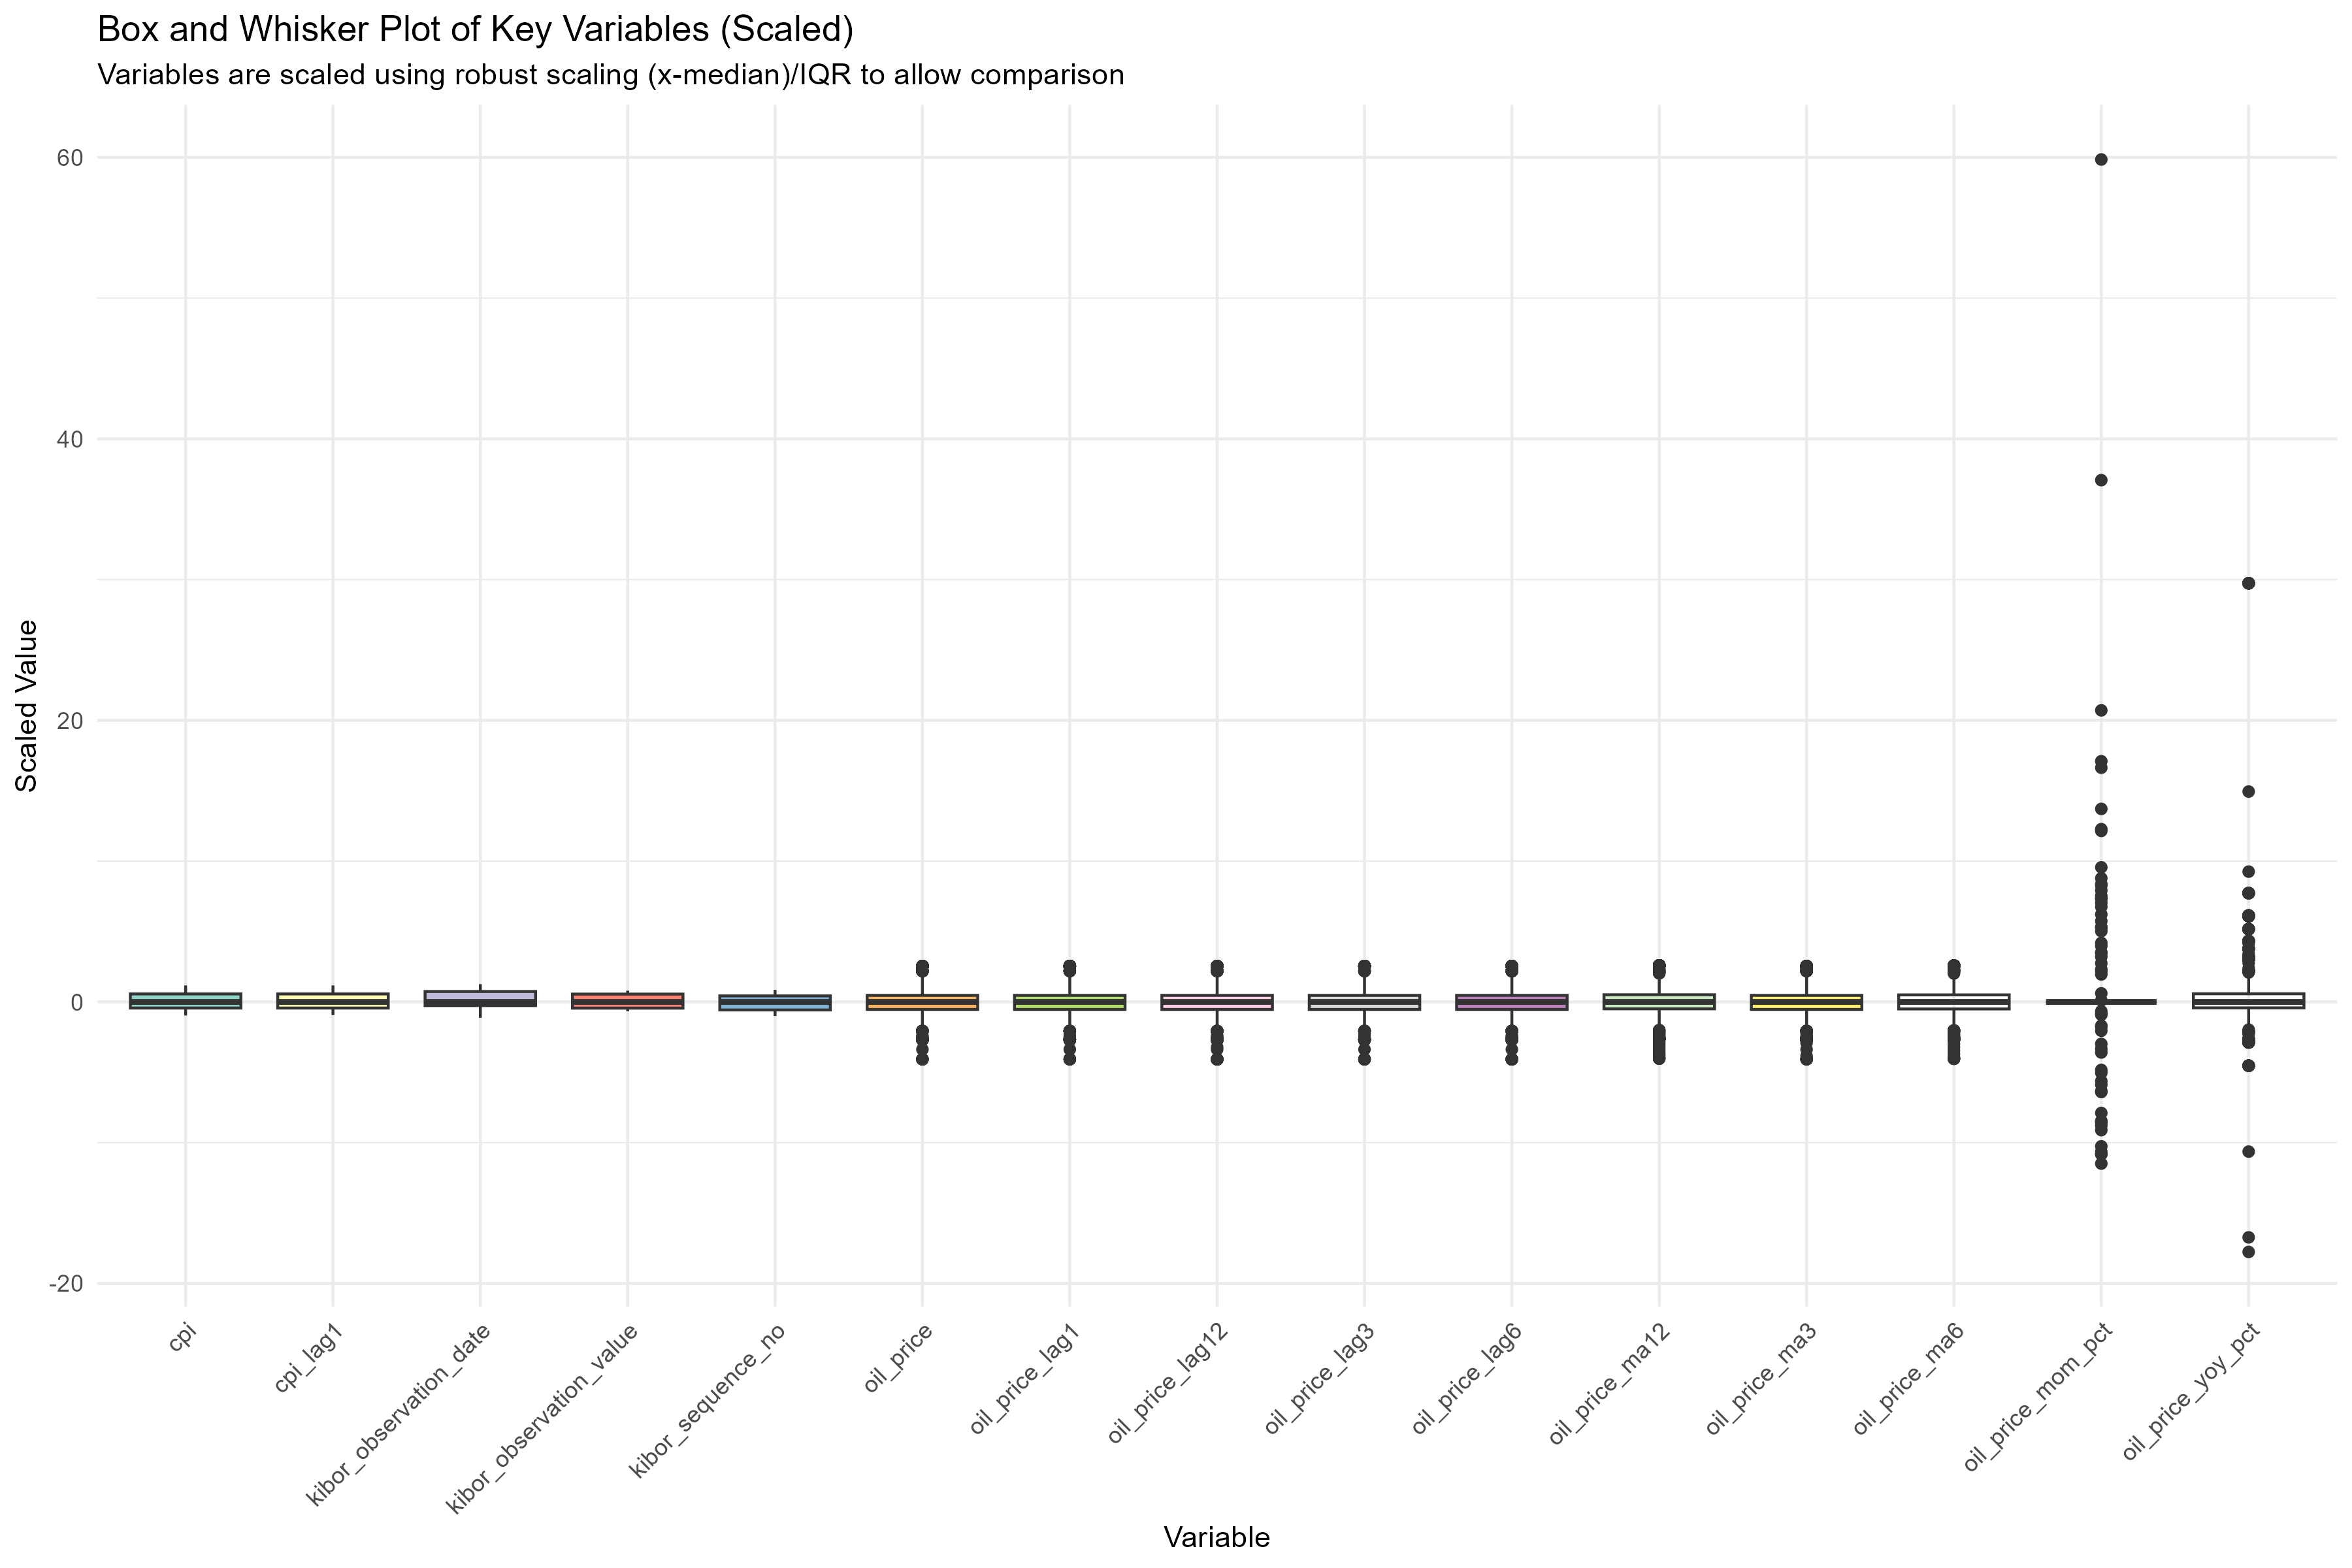 Box and Whisker Plot of Key Variables (Scaled)
Variables are scaled using robust scaling (x-median)/IQR to allow comparison
60
40
20
0
-20
Scaled Value
cpi
cpi_lag1
kibor_observation_date
kibor_observation_value
kibor_sequence_no
oil_price
oil_price_lag1
oil_price_lag12
oil_price_lag3
oil_price_lag6
oil_price_ma12
oil_price_ma3
oil_price_ma6
oil_price_mom_pct
oil_price_yoy_pct
Variable